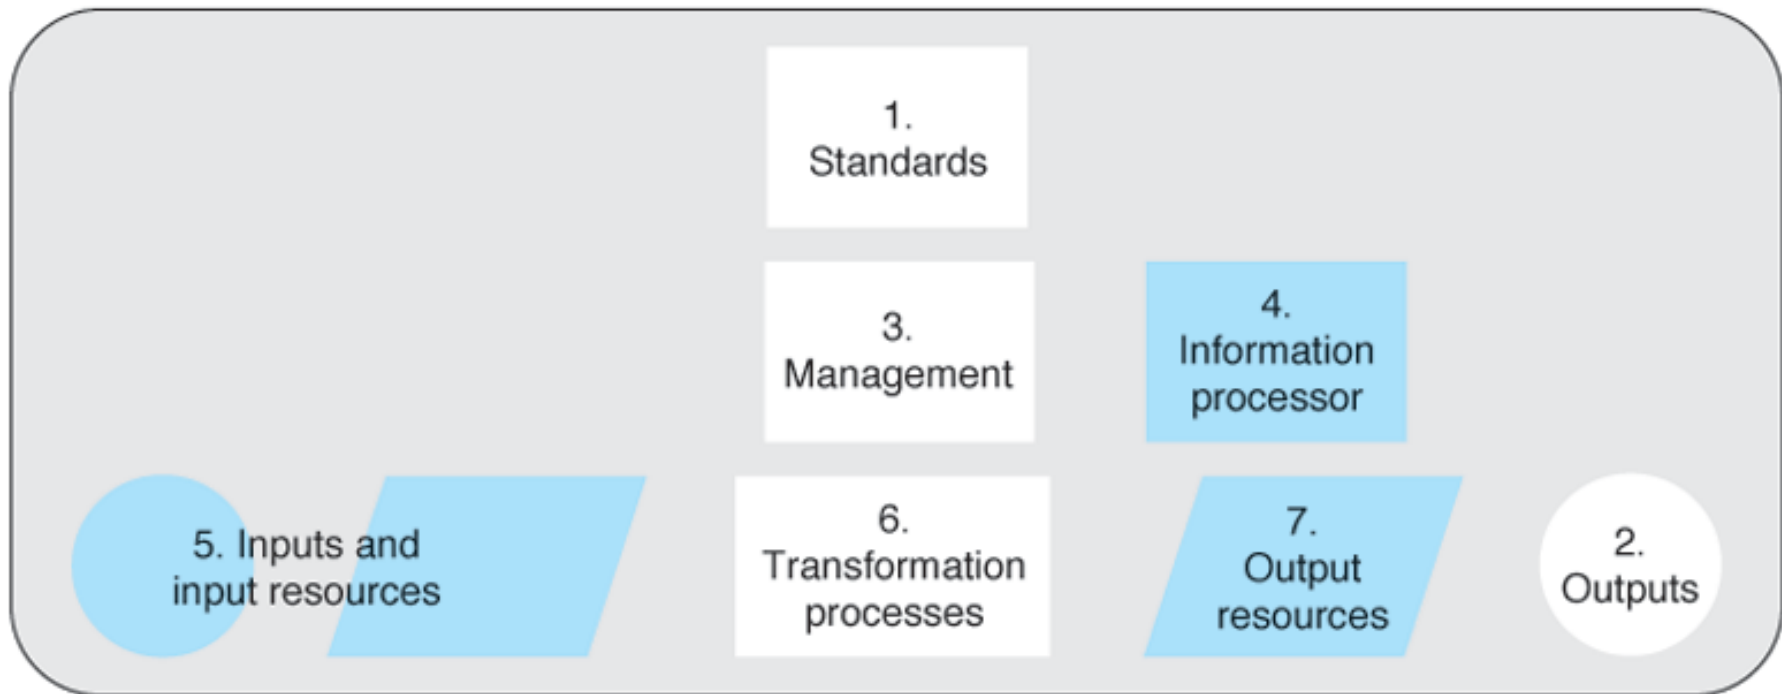 1.
Standards
3.
Management
4.
Information
processor
5. Inputs and
input resources
6.
Transformation
processes
7.
Output
resources
2.
Outputs